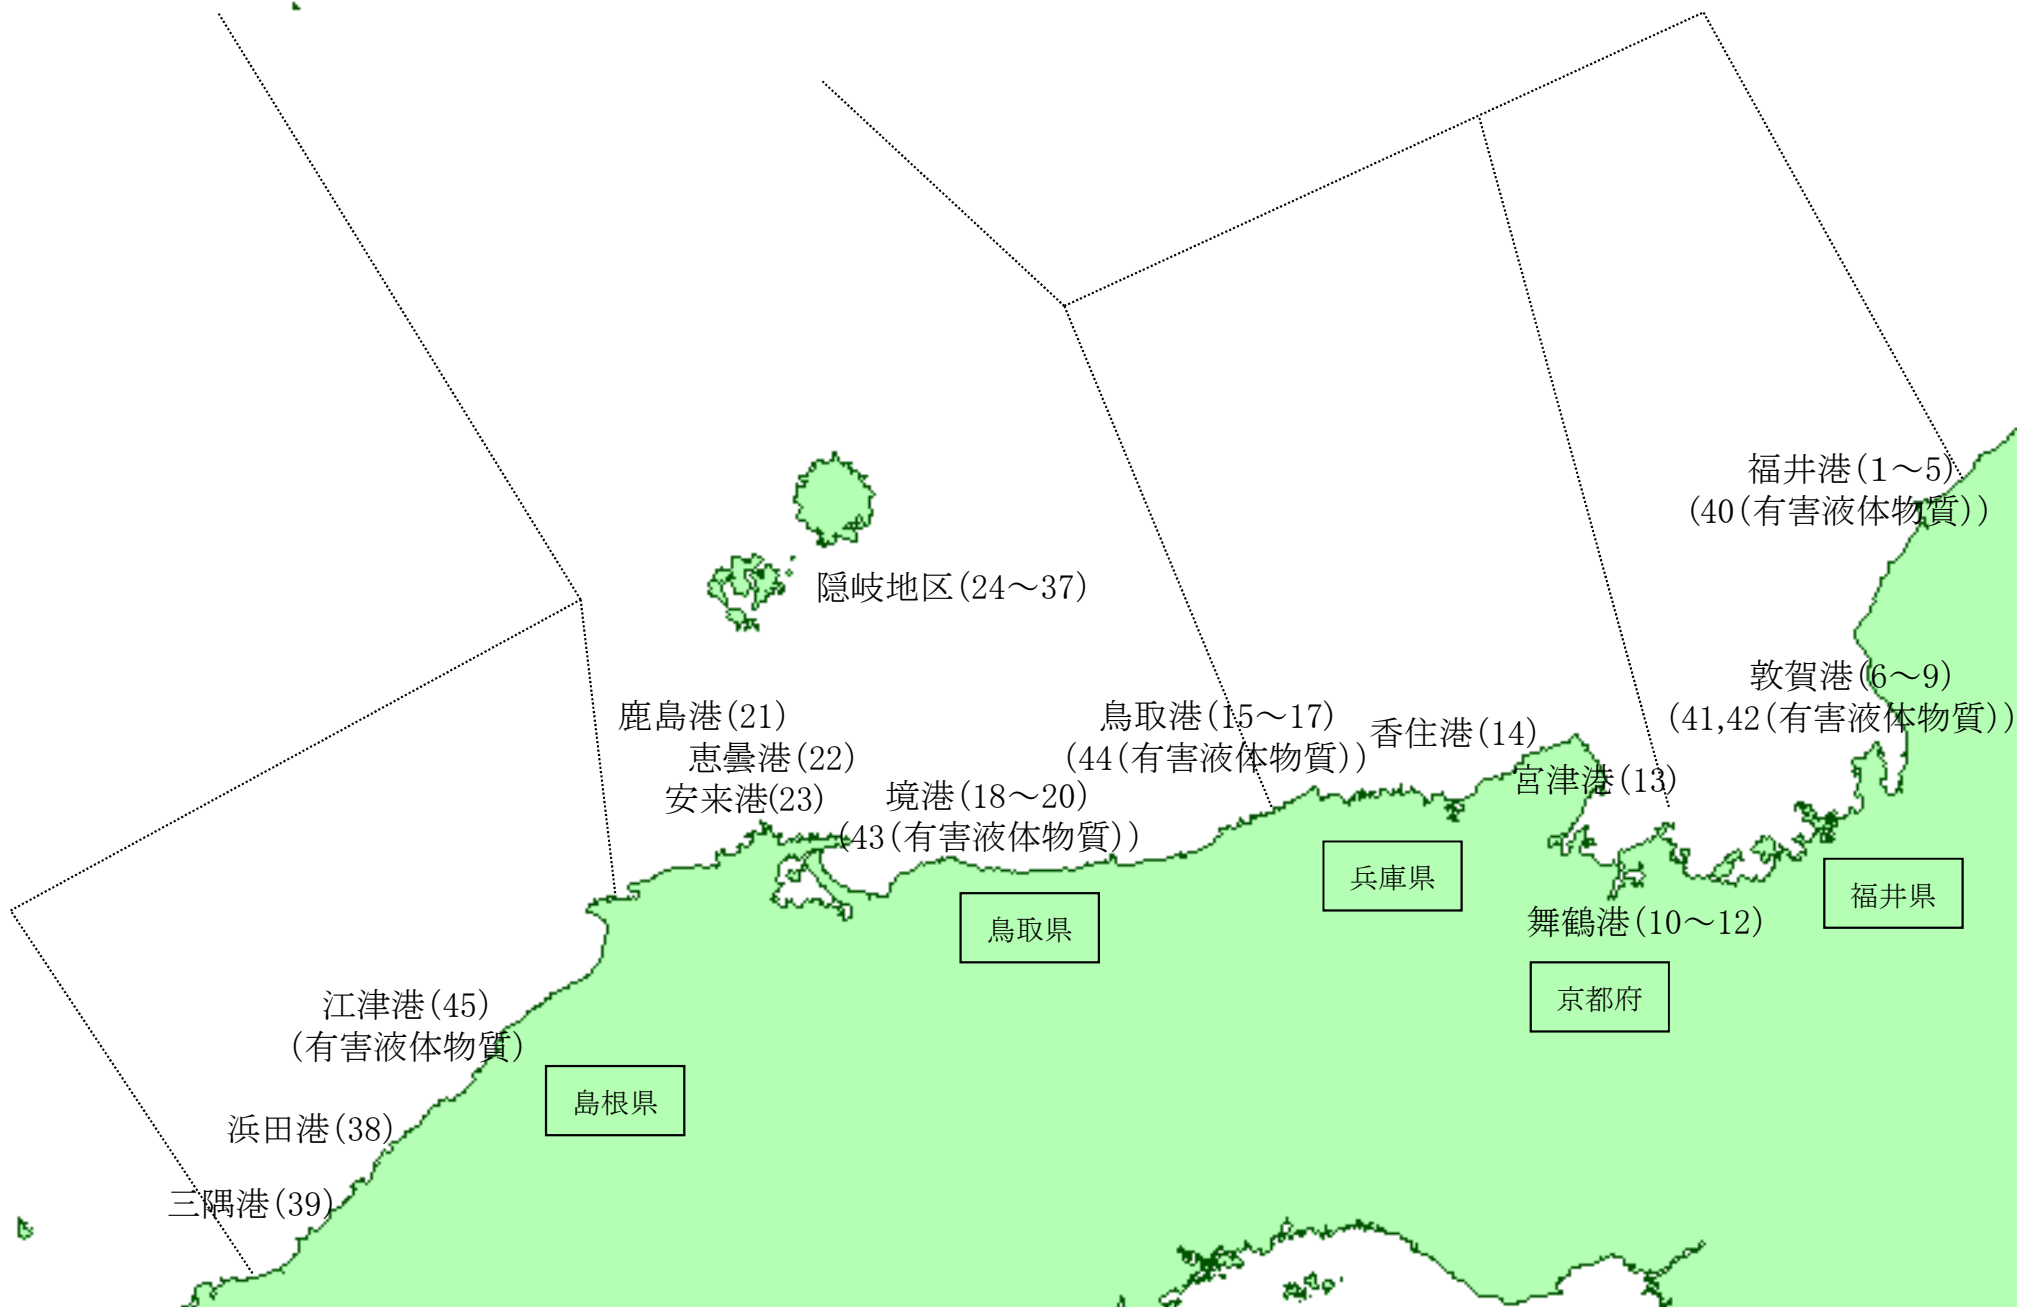 福井港(1～5)
(40(有害液体物質))
隠岐地区(24～37)
敦賀港(6～9)
(41,42(有害液体物質))
鹿島港(21)
恵曇港(22)
安来港(23)
鳥取港(15～17)
(44(有害液体物質))
香住港(14)
宮津港(13)
境港(18～20)
(43(有害液体物質))
兵庫県
福井県
鳥取県
舞鶴港(10～12)
京都府
江津港(45)
(有害液体物質)
島根県
浜田港(38)
三隅港(39)